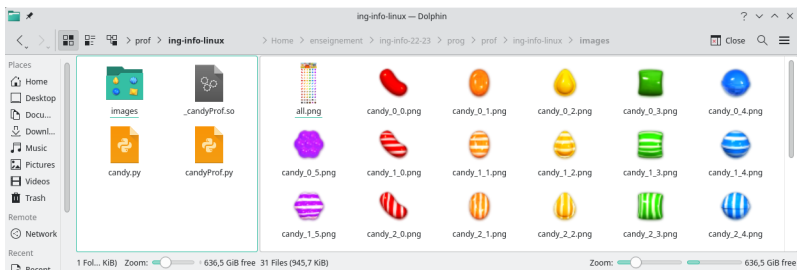 ing-info-linux — Dolphin
> prof > ing-info-linux
> Home > enseignement > ing-info-22-23 > prog > prof > ing-info-linux > images
Close
Places
Home
Desktop
Docu...
Downl...
Music
Pictures
Videos
Trash
Remote
Network
Recent
Recent
images
_candyProf.so
candy.py
candyProf.py
all.png
candy_0_0.png
candy_0_1.png
candy_0_2.png
candy_0_3.png
candy_0_4.png
candy_0_5.png
candy_1_0.png
candy_1_1.png
candy_1_2.png
candy_1_3.png
candy_1_4.png
candy_1_5.png
candy_2_0.png
candy_2_1.png
candy_2_2.png
candy_2_3.png
candy_2_4.png
1 Fol... KiB) Zoom: 636,5 GiB free
31 Files (945,7 KiB) Zoom: 636,5 GiB free